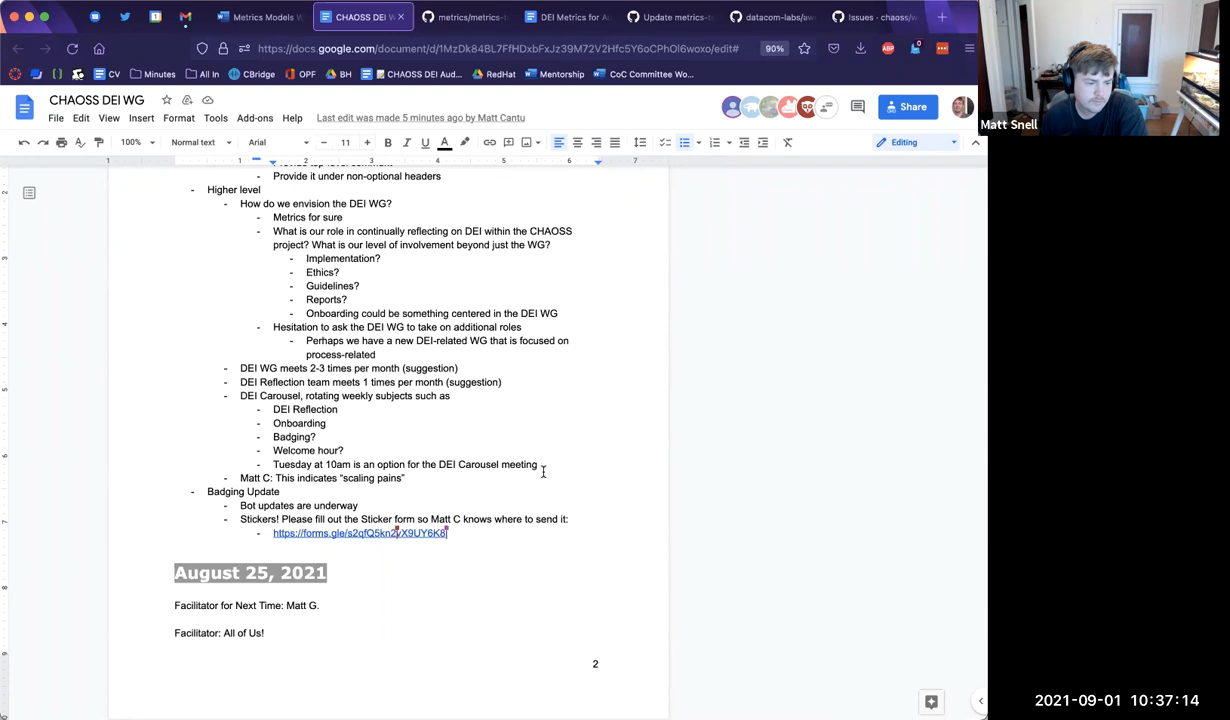 Metrics Models W
CHAOSS DEI W
metrics/metrics-t
DEI Metrics for Au
Update metrics-te
datacom-labs/aw
Issues · chaoss/w
https://docs.google.com/document/d/1MzDk84BL7FfHDxbFxJz39M72V2Hfc5Y6oCPhOl6woxo/edit#
90%
CV
Minutes
All In
CBridge
OPF
BH
CHAOSS DEI Aud...
RedHat
Mentorship
CoC Committee Wo...
CHAOSS DEI WG
File Edit View Insert Format Tools Add-ons Help Last edit was made 5 minutes ago by Matt Cantu
Share
100% Normal text Arial 11 Editing
- Provide it under non-optional headers
- Higher level
- How do we envision the DEI WG?
- Metrics for sure
- What is our role in continually reflecting on DEI within the CHAOSS
project? What is our level of involvement beyond just the WG?
- Implementation?
- Ethics?
- Guidelines?
- Reports?
- Onboarding could be something centered in the DEI WG
- Hesitation to ask the DEI WG to take on additional roles
- Perhaps we have a new DEI-related WG that is focused on
process-related
- DEI WG meets 2-3 times per month (suggestion)
- DEI Reflection team meets 1 times per month (suggestion)
- DEI Carousel, rotating weekly subjects such as
- DEI Reflection
- Onboarding
- Badging?
- Welcome hour?
- Tuesday at 10am is an option for the DEI Carousel meeting
- Matt C: This indicates “scaling pains”
- Badging Update
- Bot updates are underway
- Stickers! Please fill out the Sticker form so Matt C knows where to send it:
- https://forms.gle/s2qfQ5kn2yX9UY6K8
August 25, 2021
Facilitator for Next Time: Matt G.
Facilitator: All of Us!
2
Matt Snell
2021-09-01 10:37:14